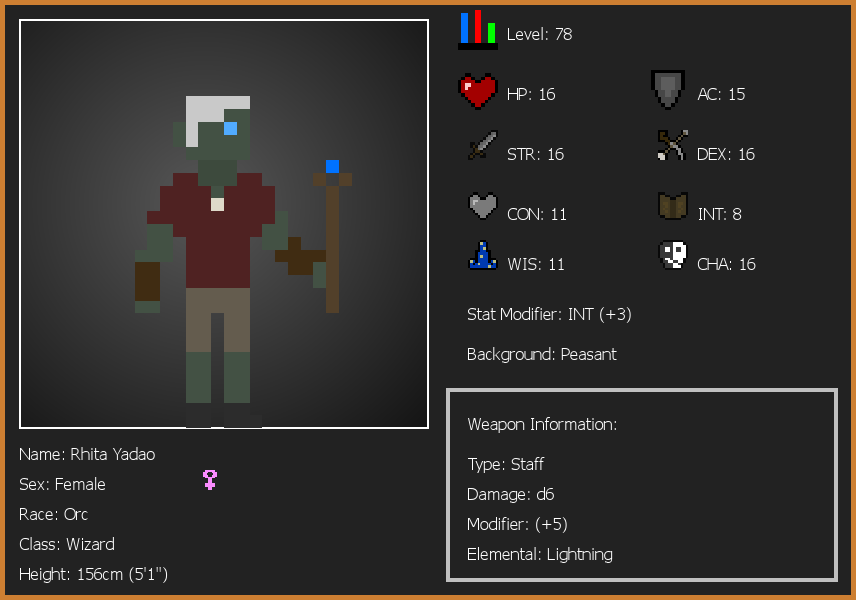 Level: 78
HP: 16
AC: 15
STR: 16
DEX: 16
CON: 11
INT: 8
WIS: 11
CHA: 16
Stat Modifier: INT (+3)
Background: Peasant
Weapon Information:
Type: Staff
Damage: d6
Modifier: (+5)
Elemental: Lightning
Name: Rhita Yadao
Sex: Female
Race: Orc
Class: Wizard
Height: 156cm (5'1")